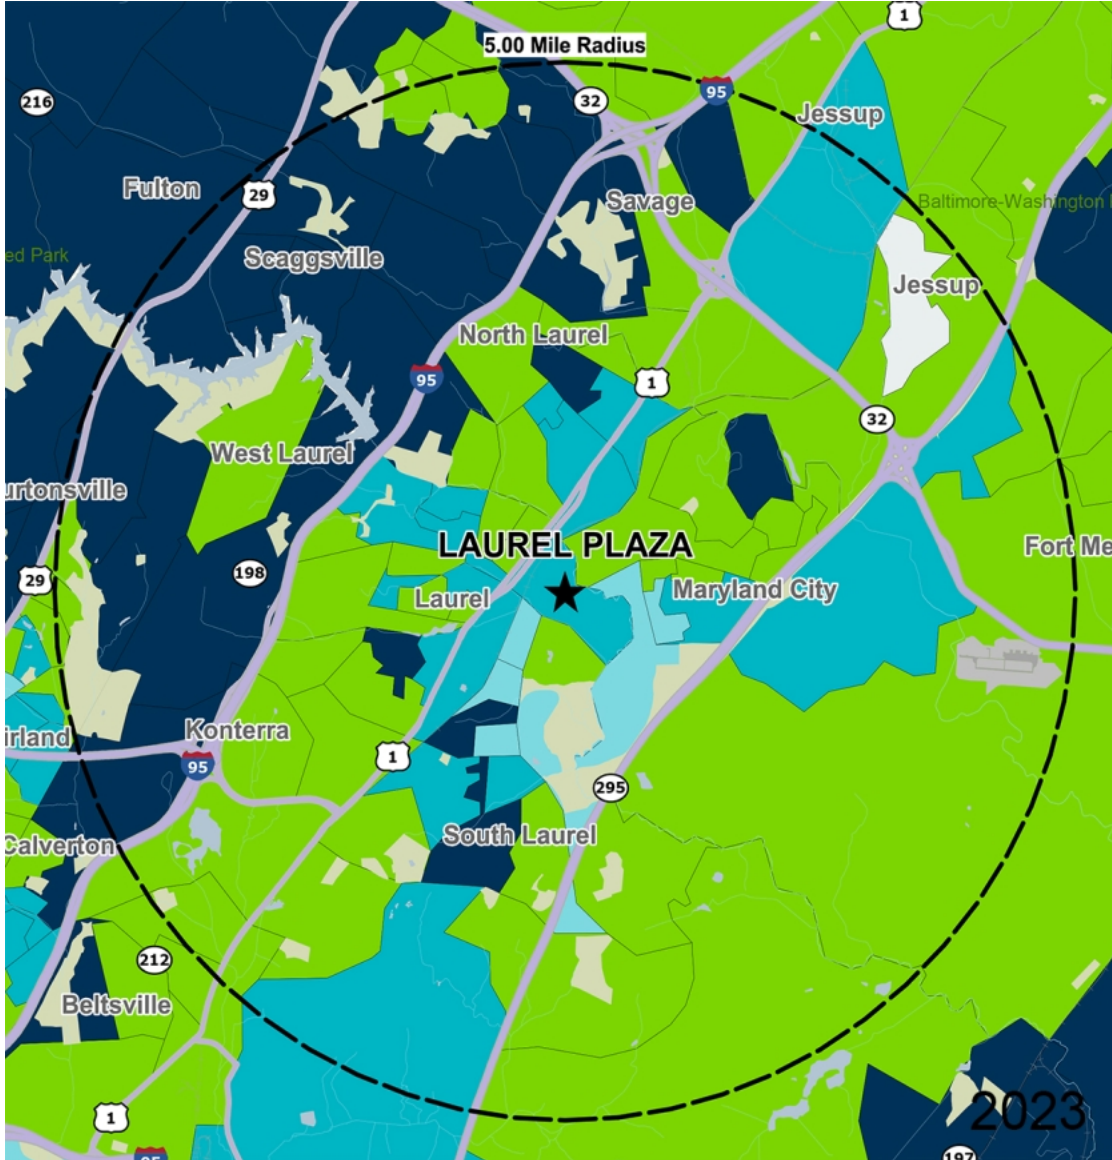 1
5.00 Mile Radius
95
216
32
Jessup
Fulton
29
Savage
Baltimore-Washington
ed Park
Scaggsville
Jessup
North Laurel
95
1
32
West Laurel
urtonsville
LAUREL PLAZA
Fort Me
198
29
Laurel
Maryland City
Konterra
irland
1
95
295
South Laurel
Calverton
212
Beltsville
2023
1
95
197